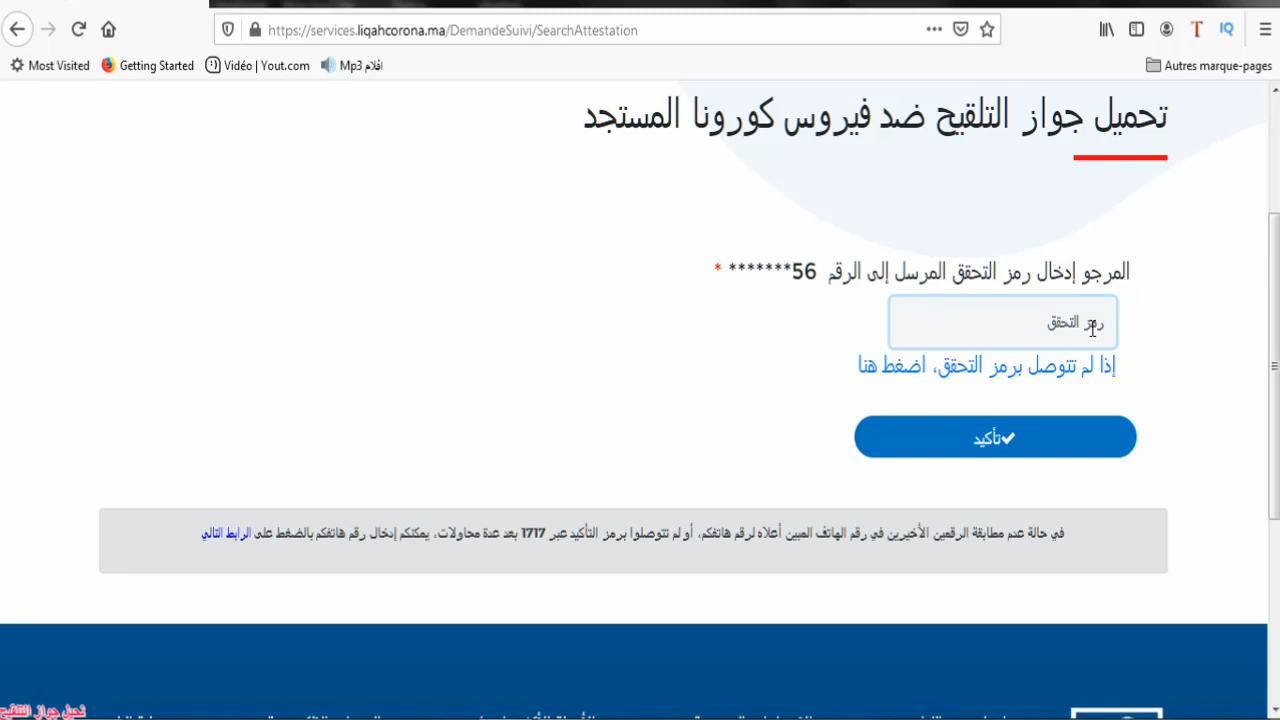 https://services.liqahcorona.ma/DemandeSuivi/SearchAttestation
Most Visited
Getting Started
Vidéo | Yout.com
Mp3 افلام
Autres marque-pages
تحميل جواز التلقيح ضد فيروس كورونا المستجد
المرجو إدخال رمز التحقق المرسل إلى الرقم 56******* *
رمز التحقق
إذا لم تتوصل برمز التحقق، اضغط هنا
تأكيد
في حالة عدم مطابقة الرقمين الأخيرين في رقم الهاتف المبين أعلاه لرقم هاتفكم، أو لم تتوصلوا برمز التأكيد عبر 1717 بعد عدة محاولات، يمكنكم إدخال رقم هاتفكم بالضغط على الرابط التالي